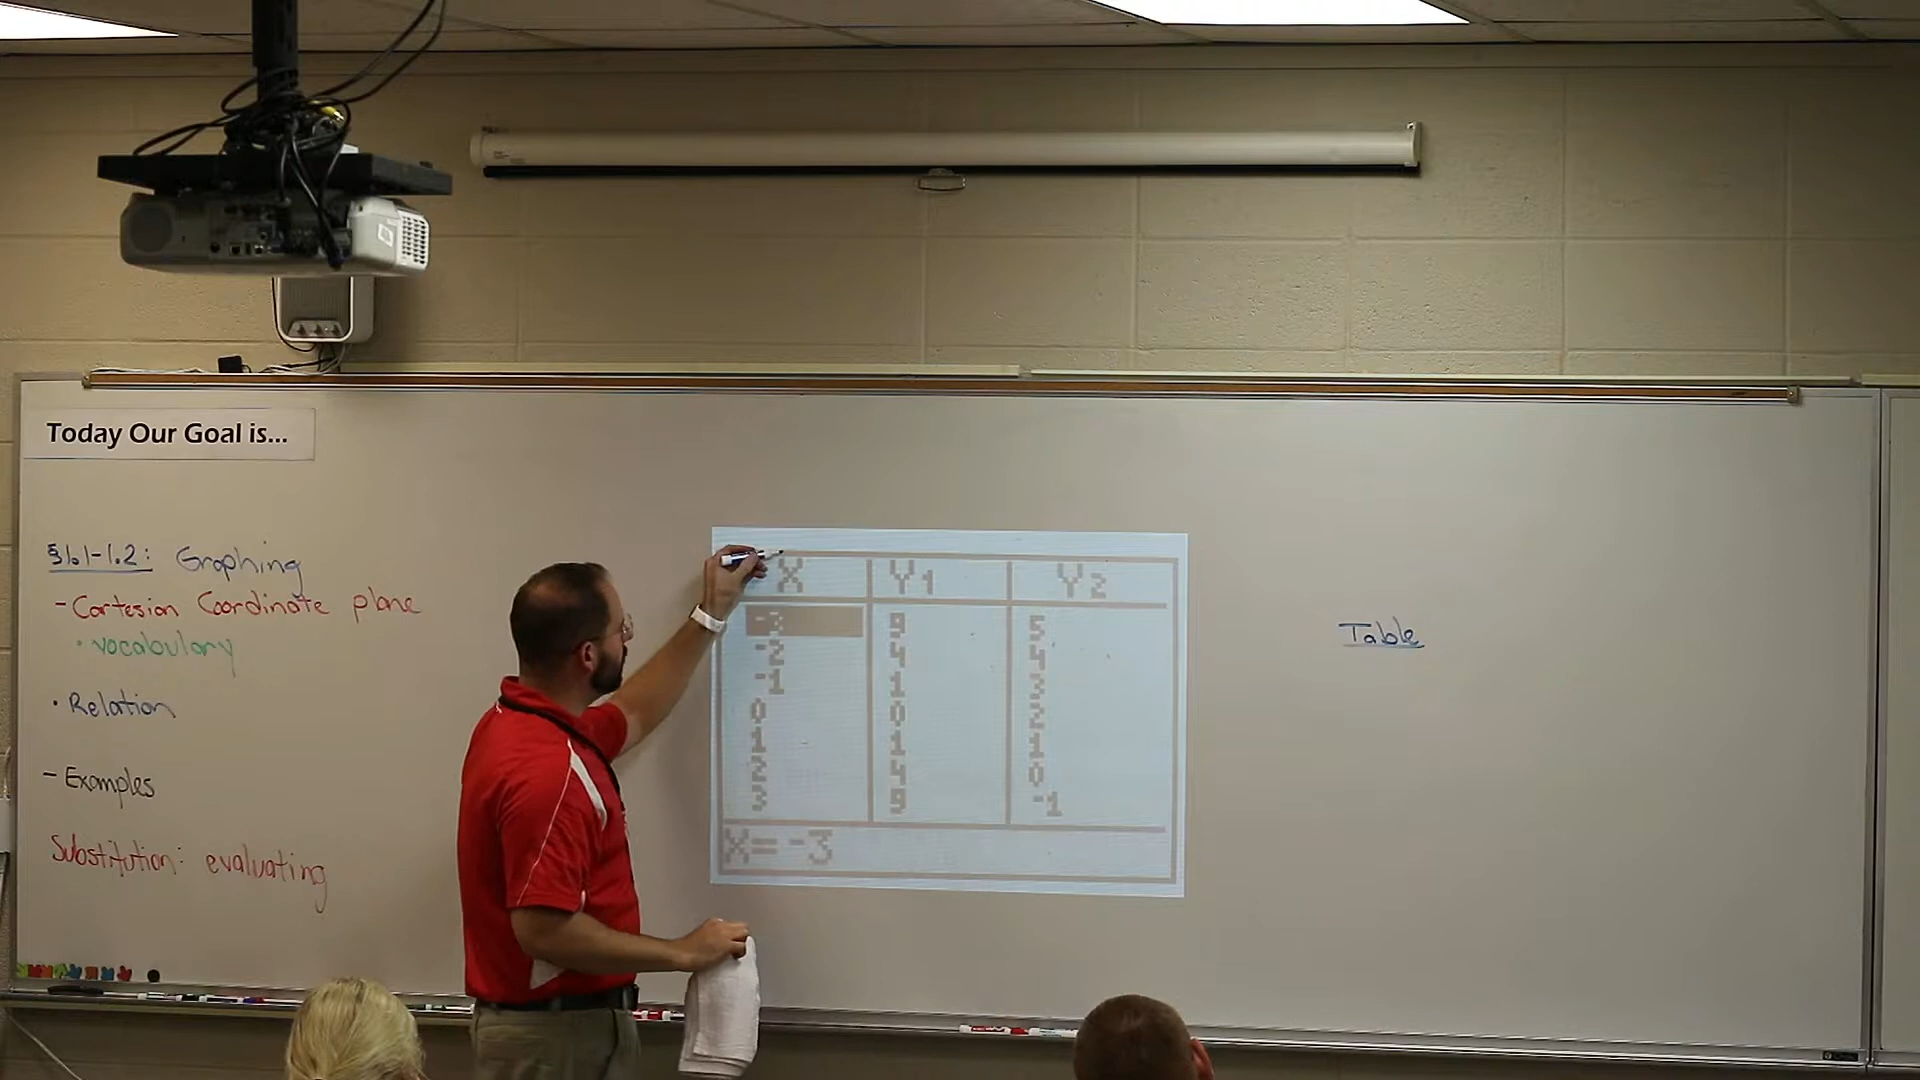 Today Our Goal is...
§1.1-1.2: Graphing
- Cartesian Coordinate plane
• vocabulary
• Relation
- Examples
Substitution: evaluating
X Y1 Y2
-3 9 5
-2 4 4
-1 1 3
0 0 2
1 1 1
2 4 0
3 9 -1
X=-3
Table